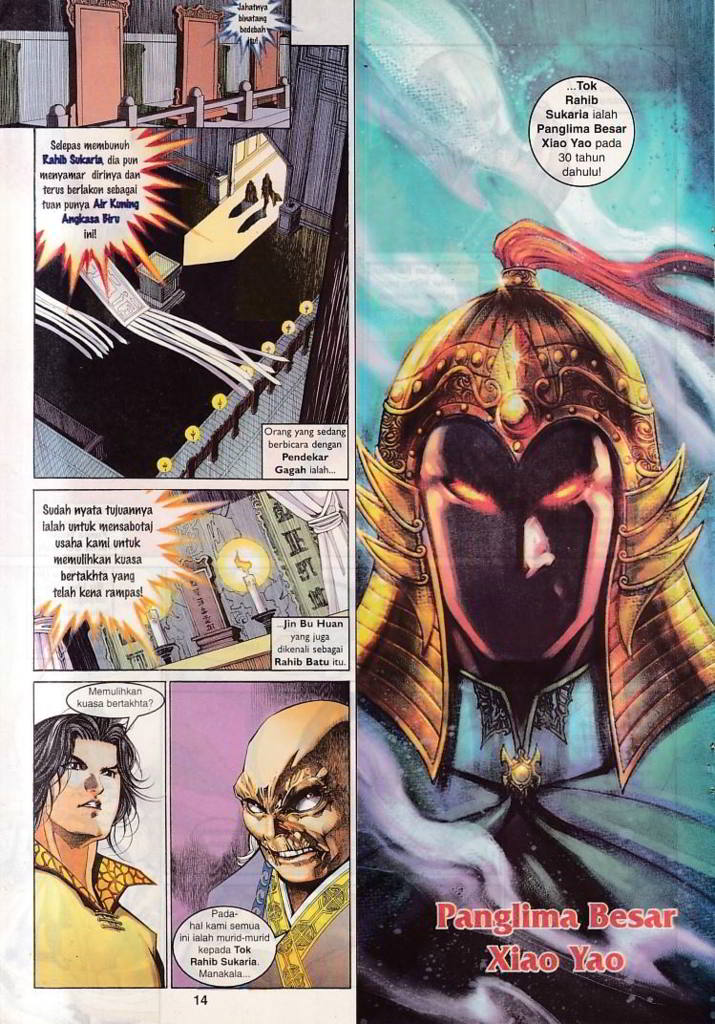 Jahatnya
binatang
bedebah
itu!
Selepas membunuh
Rahib Sukaria, dia pun
menyamar dirinya dan
terus berlakon sebagai
tuan punya Air Kuning
Angkasa Biru
ini!
Orang yang sedang
berbicara dengan
Pendekar
Gagah ialah...
Sudah nyata tujuannya
ialah untuk mensabotaj
usaha kami untuk
memulihkan kuasa
bertakhta yang
telah kena rampas!
...Jin Bu Huan
yang juga
dikenali sebagai
Rahib Batu itu.
Memulihkan
kuasa bertakhta?
Pada-
hal kami semua
ini ialah murid-murid
kepada Tok
Rahib Sukaria.
Manakala...
14
...Tok
Rahib
Sukaria ialah
Panglima Besar
Xiao Yao pada
30 tahun
dahulu!
Panglima Besar
Xiao Yao